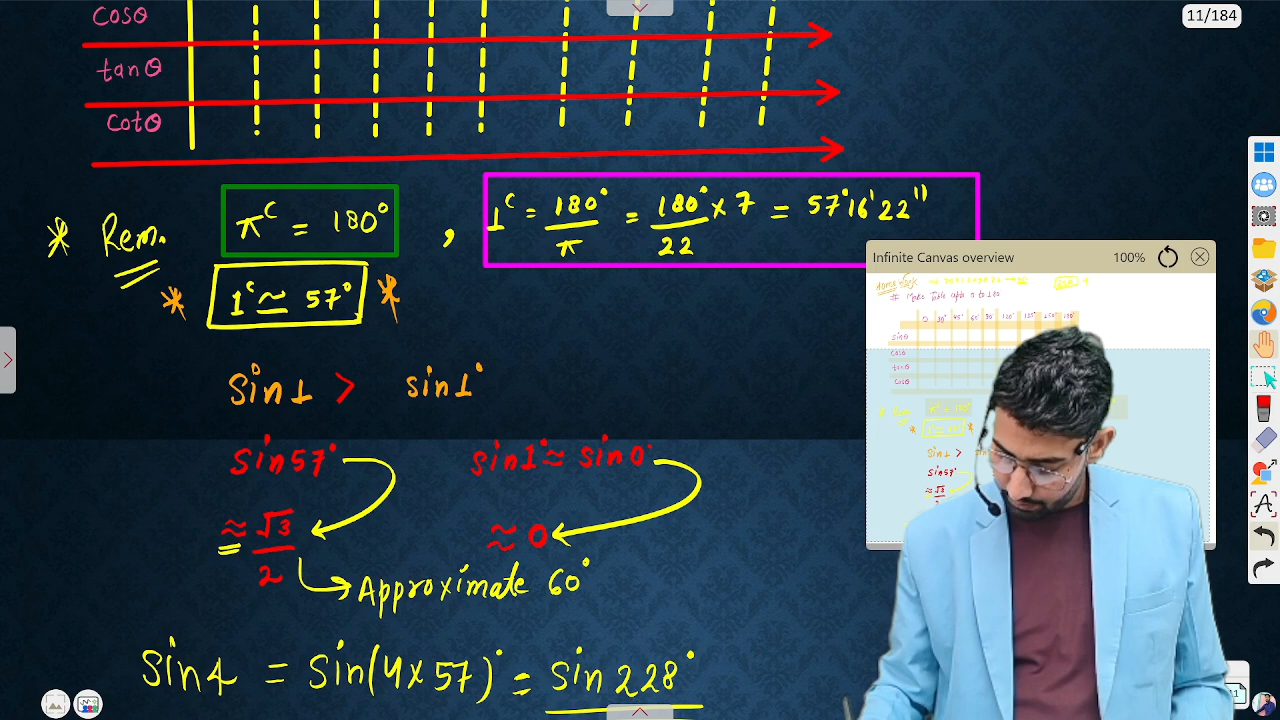 11/184
cosθ
tanθ
cotθ
* Rem. π^c = 180° , 1^c = 180°/π = 180°/22 × 7 = 57°16'22"
* 1^c ≃ 57° *
Infinite Canvas overview 100%
sin1 > sin1°
sin57° sin1° ≈ sin0°
≈ √3/2 ≈ 0
Approximate 60°
sin4 = sin(4×57)° = sin228°